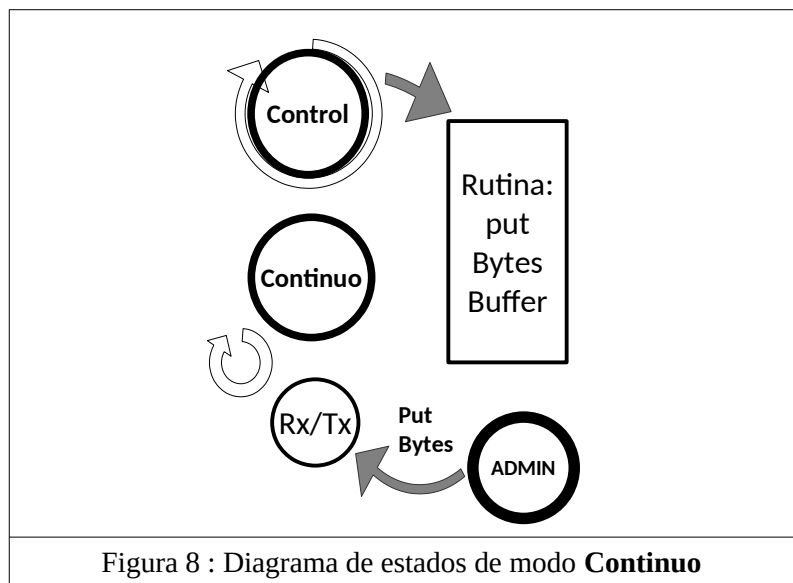 Control
Rutina:
put
Bytes
Buffer
Continuo
Rx/Tx
Put
Bytes
ADMIN
Figura 8 : Diagrama de estados de modo Continuo